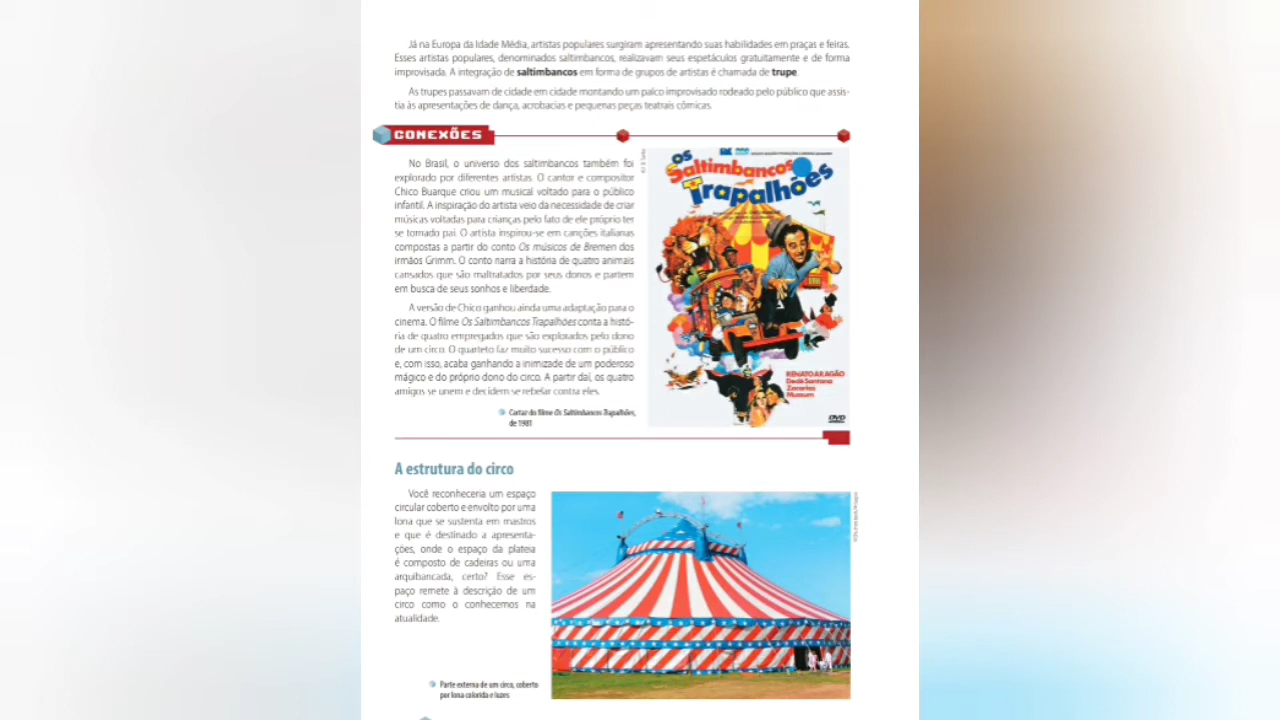 Já na Europa da Idade Média, artistas populares surgiram apresentando suas habilidades em praças e feiras.
Esses artistas populares, denominados saltimbancos, realizavam seus espetáculos gratuitamente e de forma
improvisada. A integração de saltimbancos em forma de grupos de artistas é chamada de trupe.
As trupes passavam de cidade em cidade montando um palco improvisado rodeado pelo público que assis-
tia às apresentações de dança, acrobacias e pequenas peças teatrais cômicas.
CONEXÕES
No Brasil, o universo dos saltimbancos também foi
explorado por diferentes artistas. O cantor e compositor
Chico Buarque criou um musical voltado para o público
infantil. A inspiração do artista veio da necessidade de criar
músicas voltadas para crianças pelo fato de ele próprio ter
se tornado pai. O artista inspirou-se em canções italianas
compostas a partir do conto Os músicos de Bremen dos
irmãos Grimm. O conto narra a história de quatro animais
cansados que são maltratados por seus donos e partem
em busca de seus sonhos e liberdade.
A versão de Chico ganhou ainda uma adaptação para o
cinema. O filme Os Saltimbancos Trapalhões conta a histó-
ria de quatro empregados que são explorados pelo dono
de um circo. O quarteto faz muito sucesso com o público
e, com isso, acaba ganhando a inimizade de um poderoso
mágico e do próprio dono do circo. A partir daí, os quatro
amigos se unem e decidem se rebelar contra eles.
Cartaz do filme Os Saltimbancos Trapalhões,
de 1981
Os
Saltimbancos
Trapalhões
RENATO ARAGÃO
Dedé Santana
Zacarias
Mussum
DVD
A estrutura do circo
Você reconheceria um espaço
circular coberto e envolto por uma
lona que se sustenta em mastros
e que é destinado a apresenta-
ções, onde o espaço da plateia
é composto de cadeiras ou uma
arquibancada, certo? Esse es-
paço remete à descrição de um
circo como o conhecemos na
atualidade.
Parte externa de um circo, coberto
por lona colorida e luzes